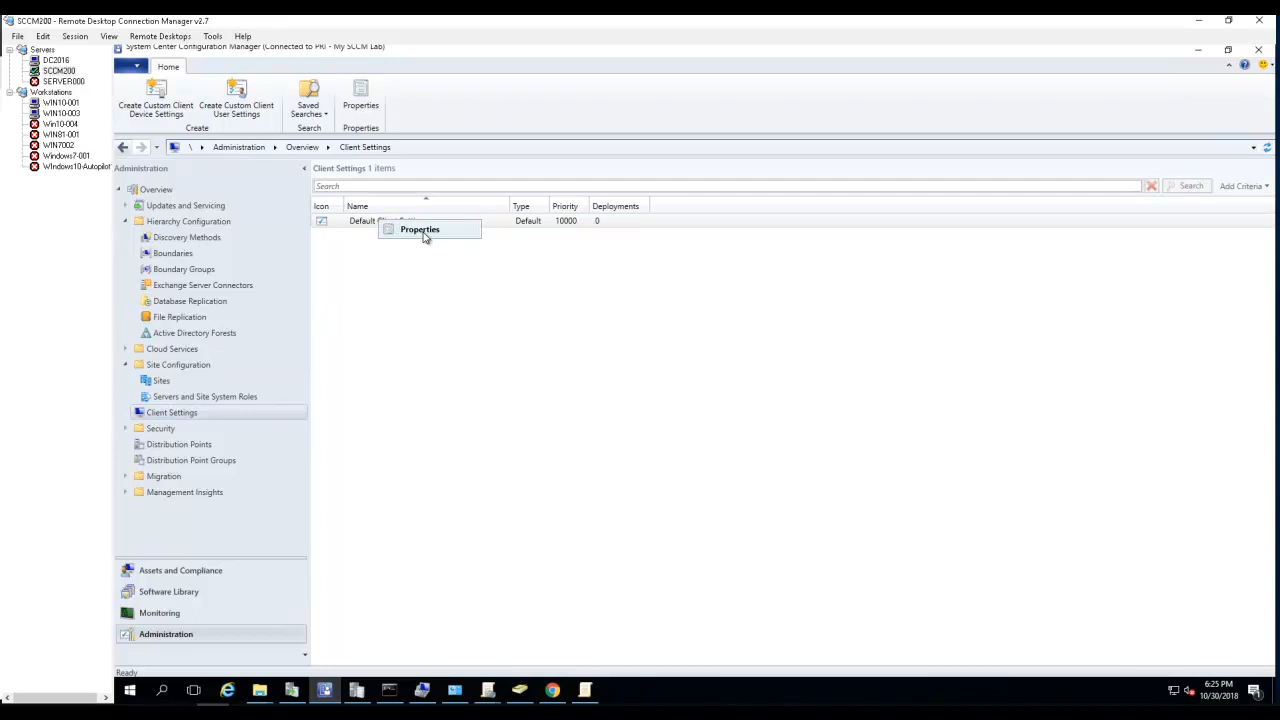 SCCM200 - Remote Desktop Connection Manager v2.7
File Edit Session View Remote Desktops Tools Help
Servers
DC2016
SCCM200
SERVER000
Workstations
WIN10-001
WIN10-003
Win10-004
WIN81-001
WIN7002
Windows7-001
WIndows10-Autopilot
System Center Configuration Manager (Connected to PRI - My SCCM Lab)
Home
Create Custom Client Device Settings
Create Custom Client User Settings
Saved Searches
Properties
Create
Search
Properties
\ Administration Overview Client Settings
Administration
Overview
Updates and Servicing
Hierarchy Configuration
Discovery Methods
Boundaries
Boundary Groups
Exchange Server Connectors
Database Replication
File Replication
Active Directory Forests
Cloud Services
Site Configuration
Sites
Servers and Site System Roles
Client Settings
Security
Distribution Points
Distribution Point Groups
Migration
Management Insights
Assets and Compliance
Software Library
Monitoring
Administration
Client Settings 1 items
Search
Search
Add Criteria
Icon Name Type Priority Deployments
Default Default 10000 0
Properties
Ready
6:25 PM
10/30/2018